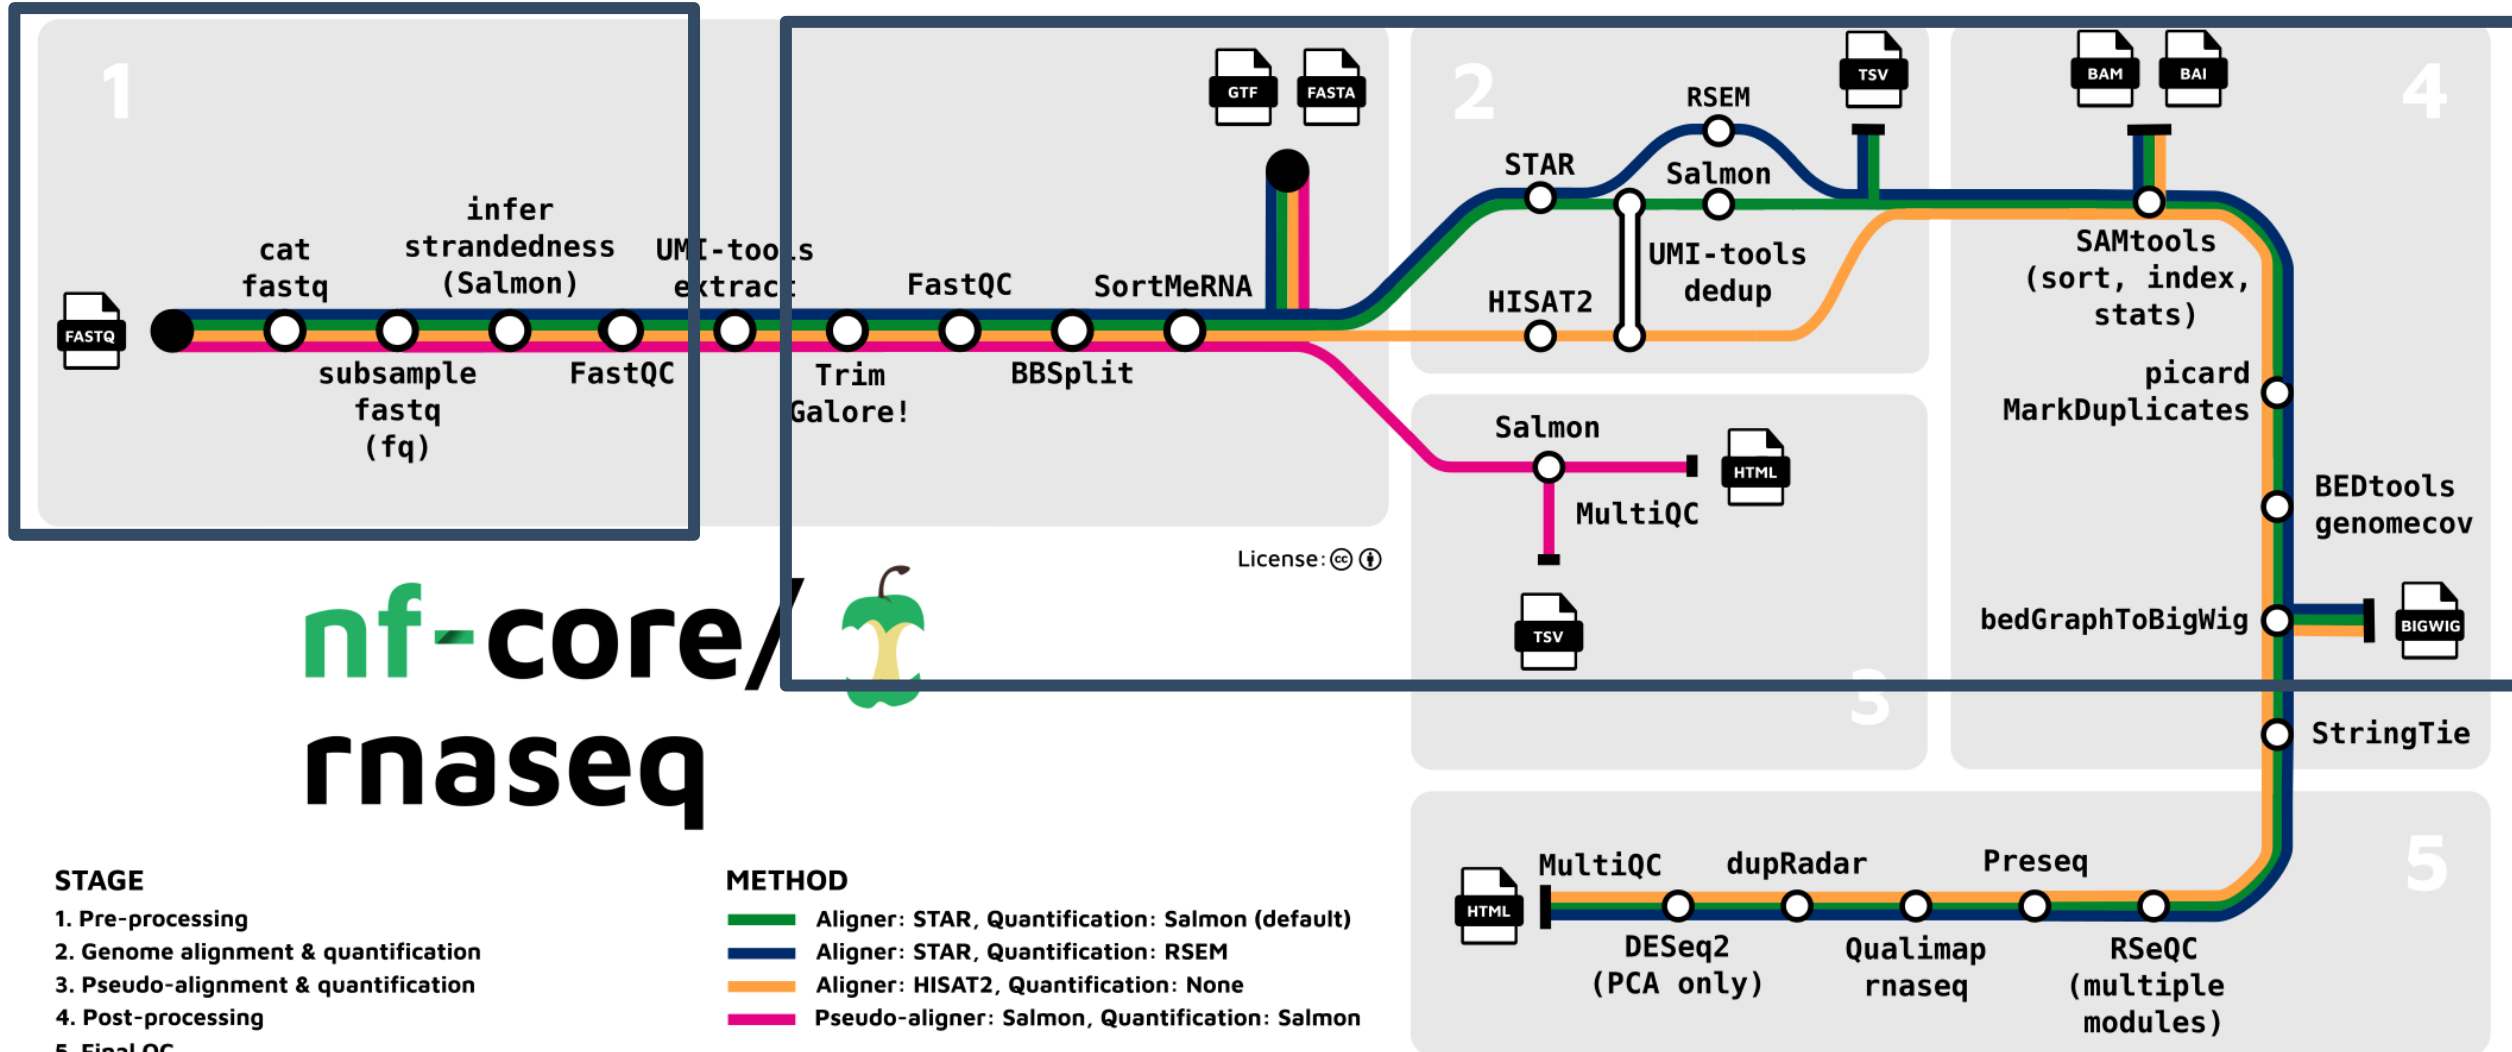 1
GTF
FASTA
infer
strandedness
(Salmon)
cat
fastq
UMI-tools
extract
FastQC
SortMeRNA
FASTQ
subsample
fastq
(fq)
FastQC
Trim
Galore!
BBSplit
2
RSEM
TSV
STAR
Salmon
UMI-tools
dedup
HISAT2
4
BAM
BAI
SAMtools
(sort, index,
stats)
picard
MarkDuplicates
BEDtools
genomecov
bedGraphToBigWig
BIGWIG
StringTie
Salmon
HTML
MultiQC
TSV
3
License:
nf-core/
rnaseq
5
MultiQC
dupRadar
Preseq
HTML
DESeq2
(PCA only)
Qualimap
rnaseq
RSeQC
(multiple
modules)
STAGE
1. Pre-processing
2. Genome alignment & quantification
3. Pseudo-alignment & quantification
4. Post-processing
5. Final QC
METHOD
Aligner: STAR, Quantification: Salmon (default)
Aligner: STAR, Quantification: RSEM
Aligner: HISAT2, Quantification: None
Pseudo-aligner: Salmon, Quantification: Salmon